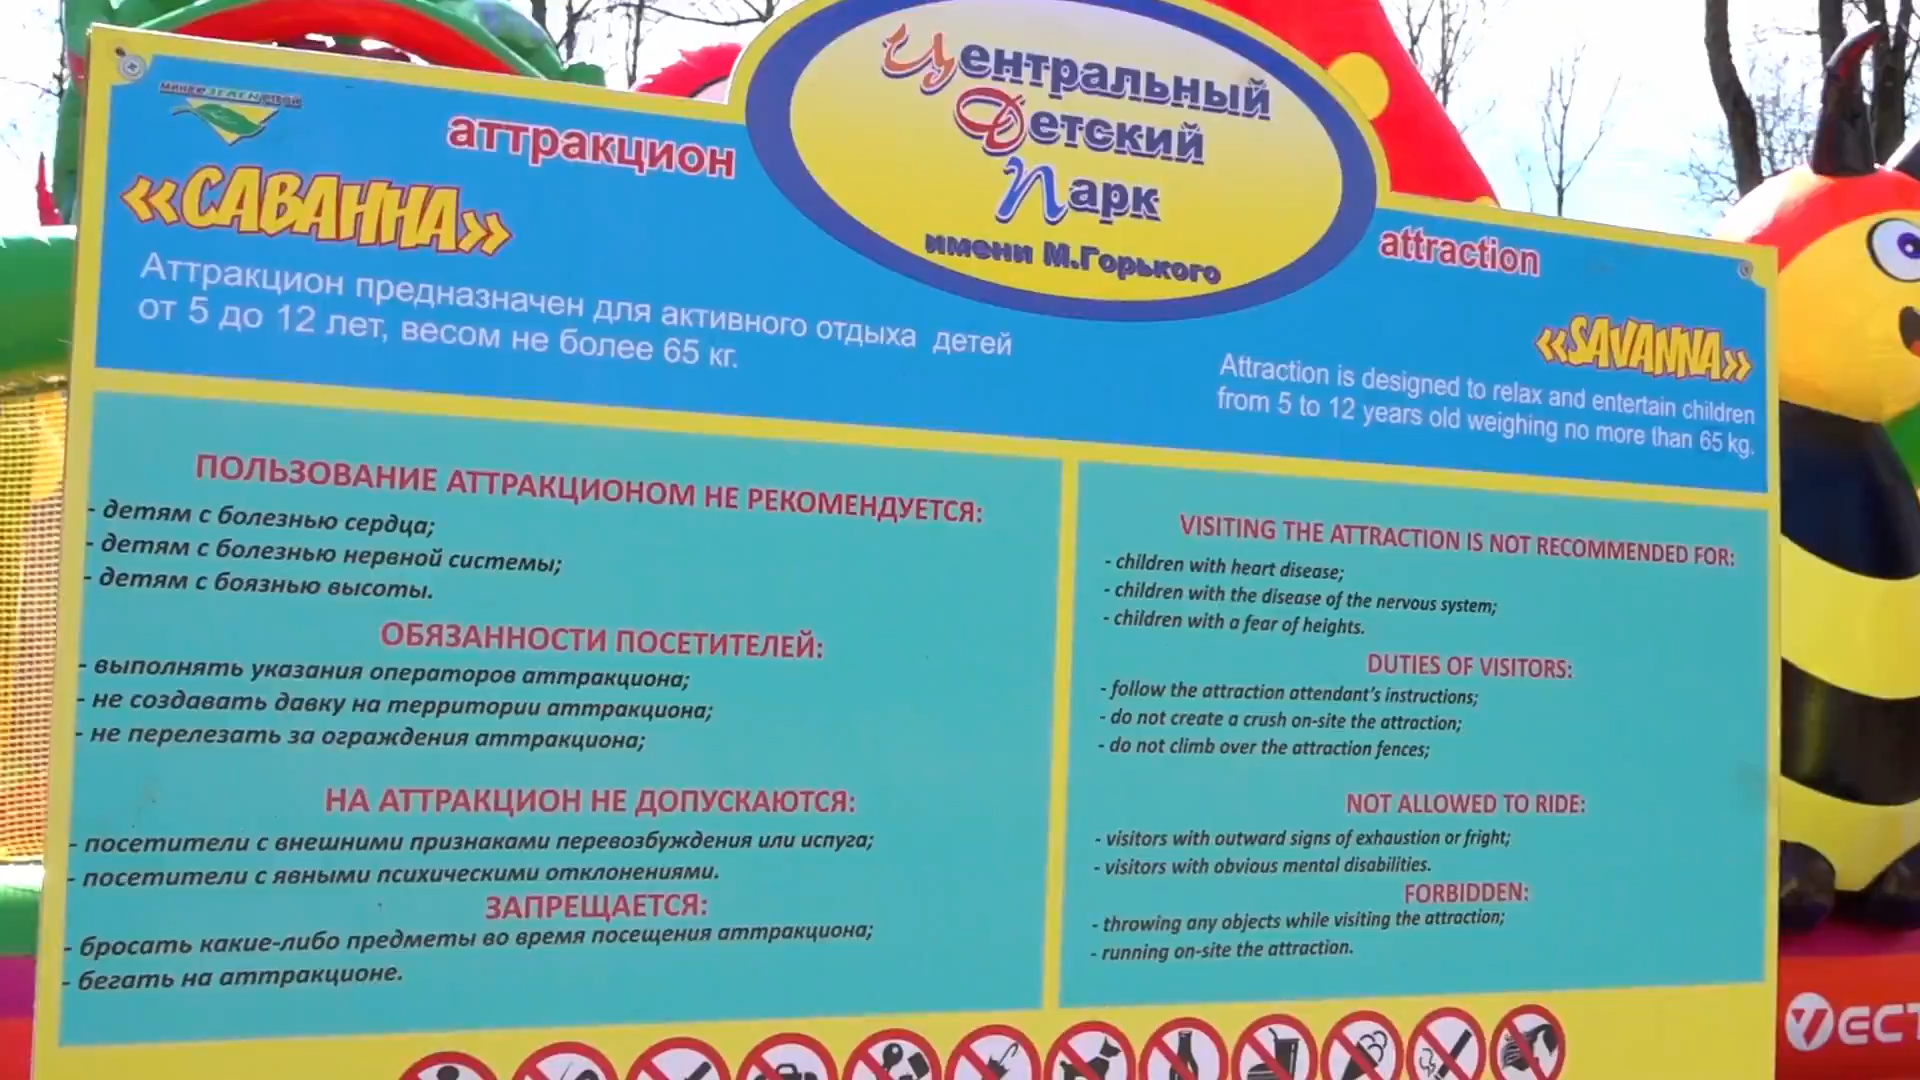 МИНСКЗЕЛЕНСТРОЙ
аттракцион
«САВАННА»
Аттракцион предназначен для активного отдыха детей
от 5 до 12 лет, весом не более 65 кг.
Центральный
Детский
Парк
имени М.Горького
attraction
«SAVANNA»
Attraction is designed to relax and entertain children
from 5 to 12 years old weighing no more than 65 kg.
ПОЛЬЗОВАНИЕ АТТРАКЦИОНОМ НЕ РЕКОМЕНДУЕТСЯ:
- детям с болезнью сердца;
- детям с болезнью нервной системы;
- детям с боязнью высоты.
ОБЯЗАННОСТИ ПОСЕТИТЕЛЕЙ:
- выполнять указания операторов аттракциона;
- не создавать давку на территории аттракциона;
- не перелезать за ограждения аттракциона;
НА АТТРАКЦИОН НЕ ДОПУСКАЮТСЯ:
- посетители с внешними признаками перевозбуждения или испуга;
- посетители с явными психическими отклонениями.
ЗАПРЕЩАЕТСЯ:
- бросать какие-либо предметы во время посещения аттракциона;
- бегать на аттракционе.
VISITING THE ATTRACTION IS NOT RECOMMENDED FOR:
- children with heart disease;
- children with the disease of the nervous system;
- children with a fear of heights.
DUTIES OF VISITORS:
- follow the attraction attendant's instructions;
- do not create a crush on-site the attraction;
- do not climb over the attraction fences;
NOT ALLOWED TO RIDE:
- visitors with outward signs of exhaustion or fright;
- visitors with obvious mental disabilities.
FORBIDDEN:
- throwing any objects while visiting the attraction;
- running on-site the attraction.